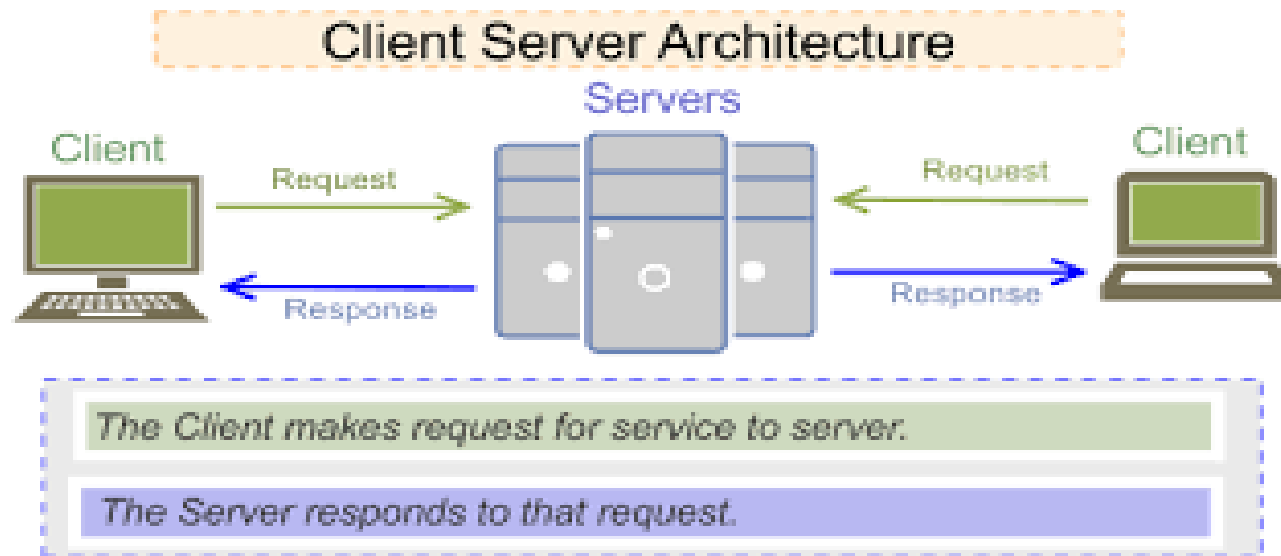 Client Server Architecture
Servers
Client
Client
Request
Request
Response
Response
The Client makes request for service to server.
The Server responds to that request.